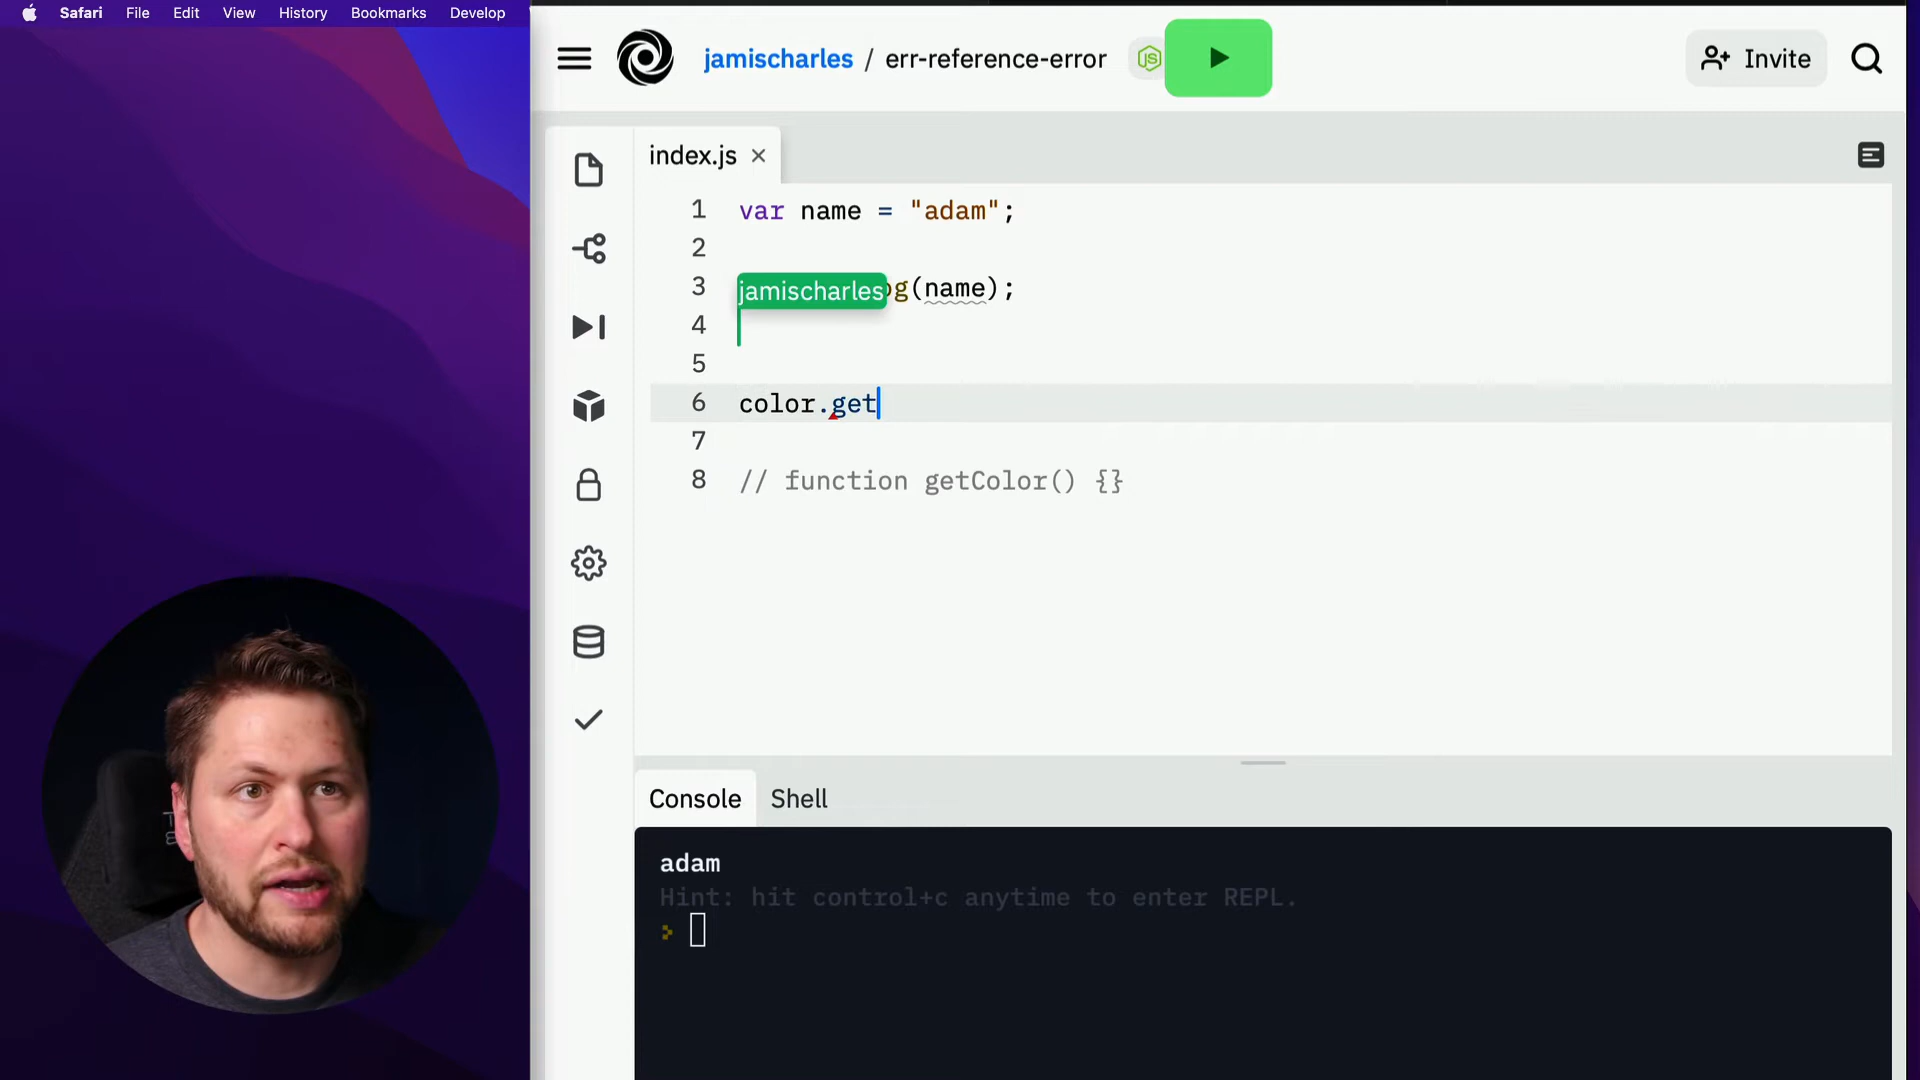 Safari File Edit View History Bookmarks Develop
jamischarles / err-reference-error
Invite
index.js
1 var name = "adam";
2
3 og(name);
jamischarles
4
5
6 color.get
7
8 // function getColor() {}
Console Shell
adam
Hint: hit control+c anytime to enter REPL.
>